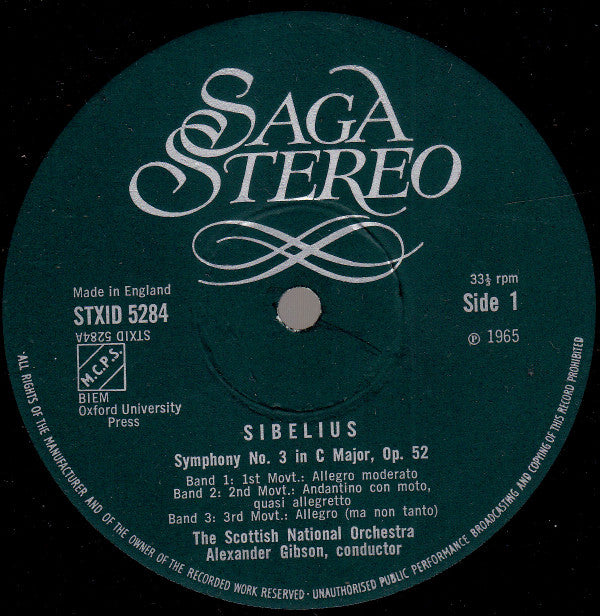 SAGA
STEREO
Made in England
STXID 5284
STXID 5284A
M.C.P.S.
BIEM
Oxford University
Press
33⅓ rpm
Side 1
℗ 1965
SIBELIUS
Symphony No. 3 in C Major, Op. 52
Band 1: 1st Movt.: Allegro moderato
Band 2: 2nd Movt.: Andantino con moto,
quasi allegretto
Band 3: 3rd Movt.: Allegro (ma non tanto)
The Scottish National Orchestra
Alexander Gibson, conductor
·ALL RIGHTS OF THE MANUFACTURER AND OF THE OWNER OF THE RECORDED WORK RESERVED · UNAUTHORISED PUBLIC PERFORMANCE, BROADCASTING AND COPYING OF THIS RECORD PROHIBITED